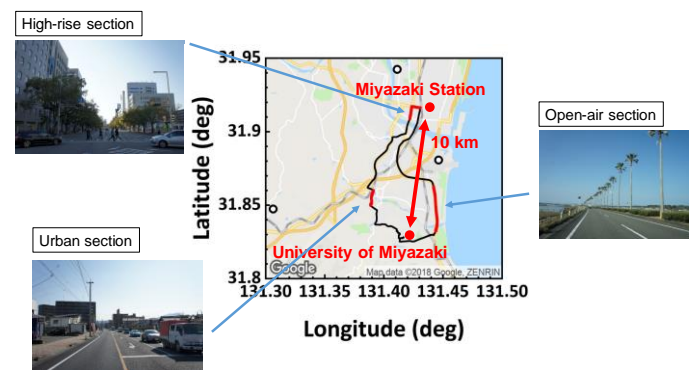 High-rise section
31.95
Miyazaki Station
31.9
Open-air section
10 km
Latitude (deg)
31.85
Urban section
University of Miyazaki
Google
Map data ©2018 Google, ZENRIN
31.8
131.30 131.35 131.40 131.45 131.50
Longitude (deg)